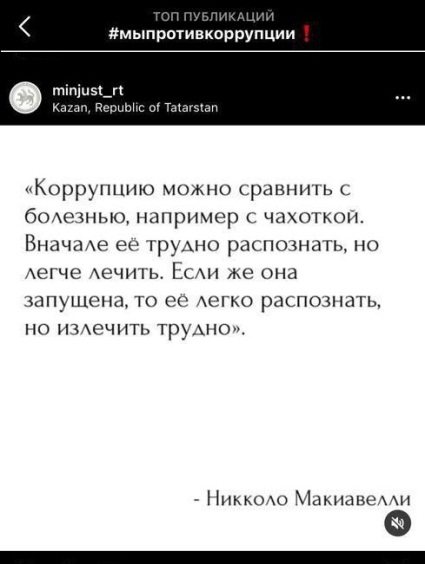 ТОП ПУБЛИКАЦИЙ
#мыпротивкоррупции❗
minjust_rt
Kazan, Republic of Tatarstan
«Коррупцию можно сравнить с
болезнью, например с чахоткой.
Вначале её трудно распознать, но
легче лечить. Если же она
запущена, то её легко распознать,
но излечить трудно».
- Никколо Макиавелли